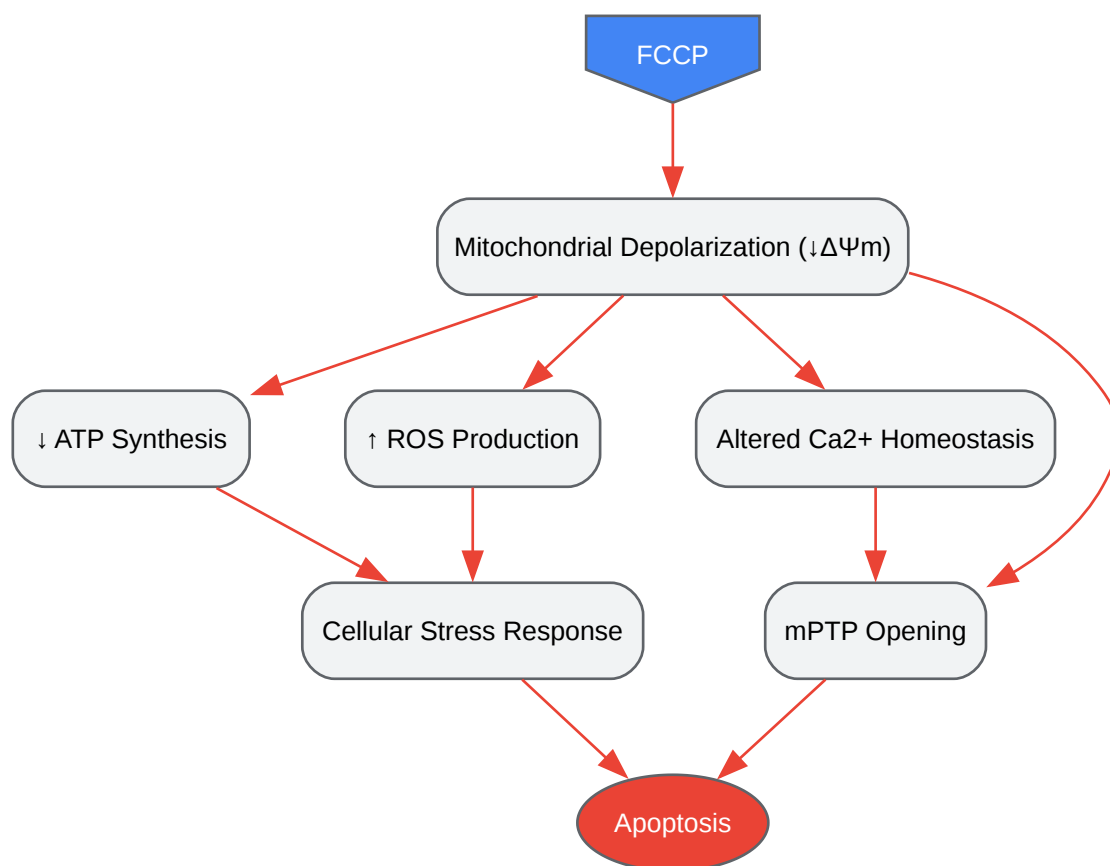 FCCP
Mitochondrial Depolarization (↓ΔΨm)
↓ ATP Synthesis
↑ ROS Production
Altered Ca2+ Homeostasis
Cellular Stress Response
mPTP Opening
Apoptosis